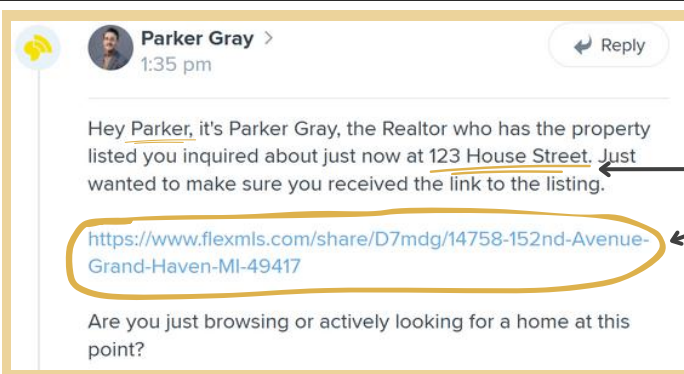 Parker Gray
1:35 pm
Reply
Hey Parker, it's Parker Gray, the Realtor who has the property
listed you inquired about just now at 123 House Street. Just
wanted to make sure you received the link to the listing.
https://www.flexmls.com/share/D7mdg/14758-152nd-Avenue-
Grand-Haven-MI-49417
Are you just browsing or actively looking for a home at this
point?